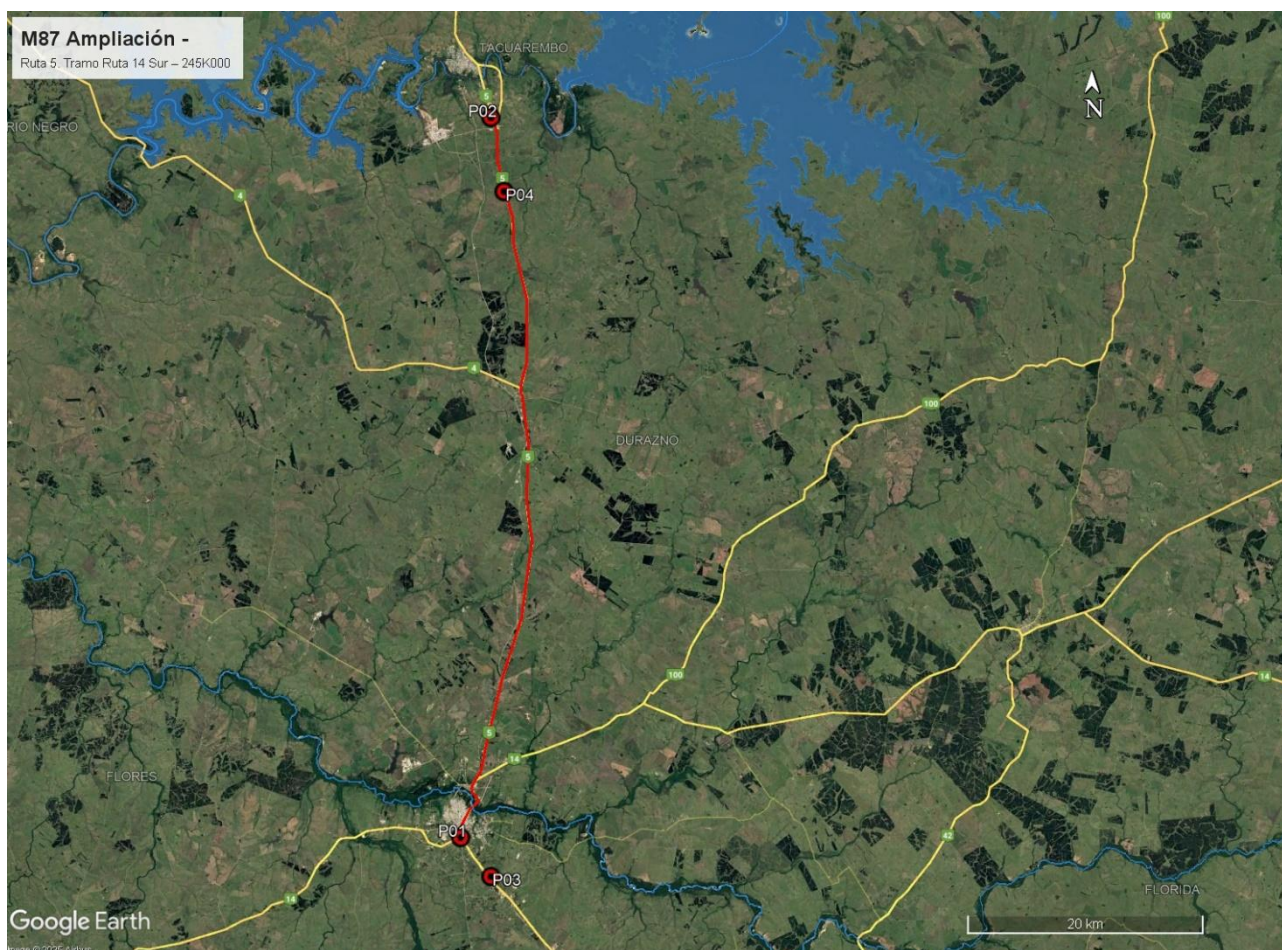 M87 Ampliación -
Ruta 5. Tramo Ruta 14 Sur – 245K000
100
TACUAREMBO
N
5
P02
RIO NEGRO
5
P04
4
4
100
DURAZNO
5
100
14
5
14
FLORES
P01
42
P03
FLORIDA
14
Google Earth
20 km